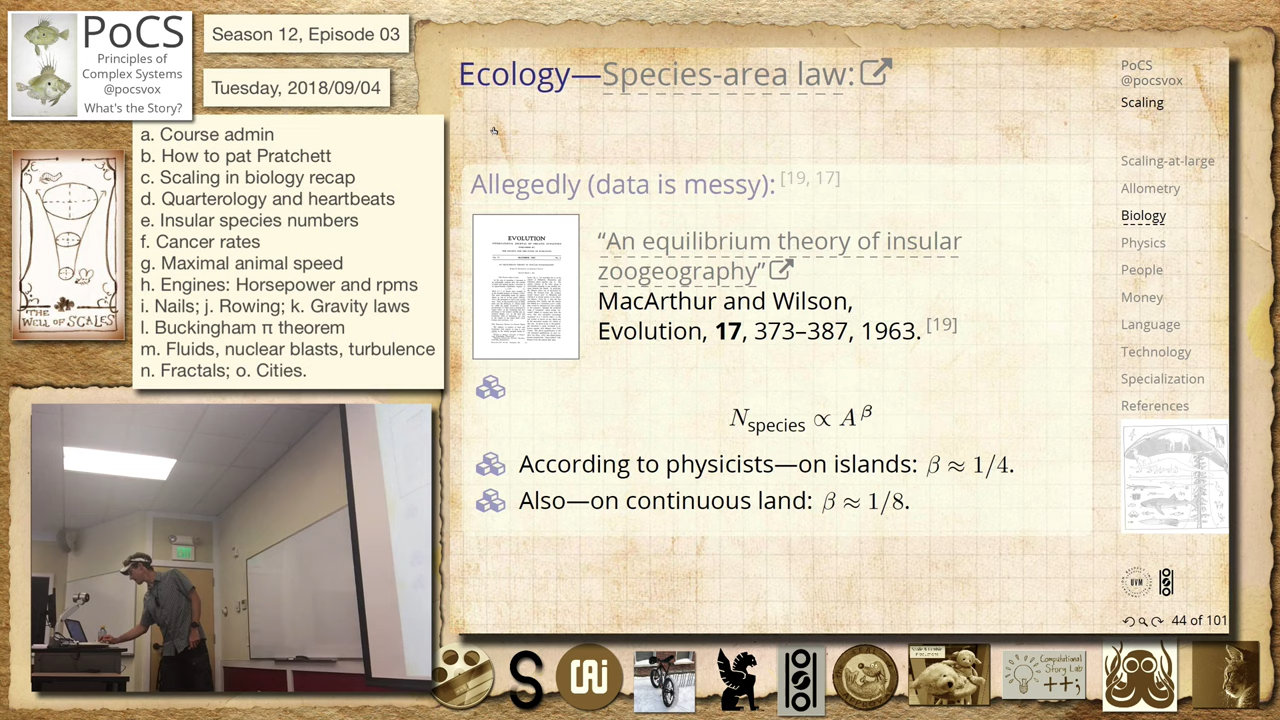 PoCS
Principles of
Complex Systems
@pocsvox
What's the Story?
Season 12, Episode 03
Tuesday, 2018/09/04
a. Course admin
b. How to pat Pratchett
c. Scaling in biology recap
d. Quarterology and heartbeats
e. Insular species numbers
f. Cancer rates
g. Maximal animal speed
h. Engines: Horsepower and rpms
i. Nails; j. Rowing; k. Gravity laws
l. Buckingham π theorem
m. Fluids, nuclear blasts, turbulence
n. Fractals; o. Cities.
THE
WELL OF SCALES
Ecology—Species-area law:
Allegedly (data is messy): [19, 17]
EVOLUTION
“An equilibrium theory of insular
zoogeography”
MacArthur and Wilson,
Evolution, 17, 373–387, 1963. [19]
N species ∝ A^β
According to physicists—on islands: β ≈ 1/4.
Also—on continuous land: β ≈ 1/8.
PoCS
@pocsvox
Scaling
Scaling-at-large
Allometry
Biology
Physics
People
Money
Language
Technology
Specialization
References
UVM
44 of 101
Computational
Story Lab
++;